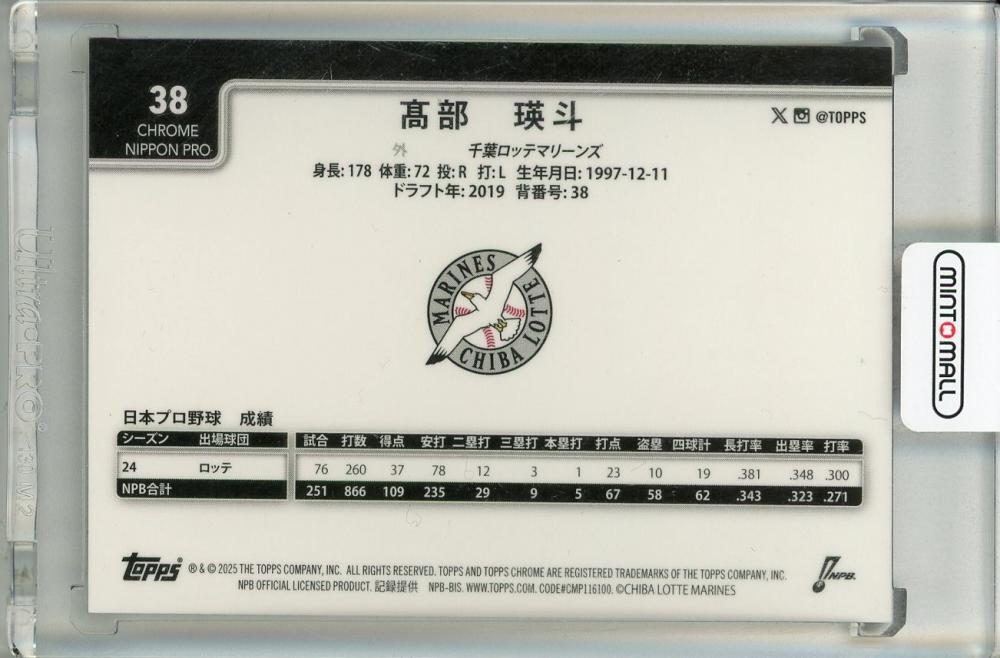 38
CHROME
NIPPON PRO
髙部 瑛斗
@TOPPS
外 千葉ロッテマリーンズ
身長: 178 体重: 72 投: R 打: L 生年月日: 1997-12-11
ドラフト年: 2019 背番号: 38
MARINES
CHIBA LOTTE
日本プロ野球 成績
シーズン 出場球団 試合 打数 得点 安打 二塁打 三塁打 本塁打 打点 盗塁 四球計 長打率 出塁率 打率
24 ロッテ 76 260 37 78 12 3 1 23 10 19 .381 .348 .300
NPB合計 251 866 109 235 29 9 5 67 58 62 .343 .323 .271
Topps ® & © 2025 THE TOPPS COMPANY, INC. ALL RIGHTS RESERVED. TOPPS AND TOPPS CHROME ARE REGISTERED TRADEMARKS OF THE TOPPS COMPANY, INC.
NPB OFFICIAL LICENSED PRODUCT. 記録提供 NPB-BIS. WWW.TOPPS.COM. CODE#CMP116100. ©CHIBA LOTTE MARINES
NPB.
MINTOMALL
Ultra•PRO® 130 M2